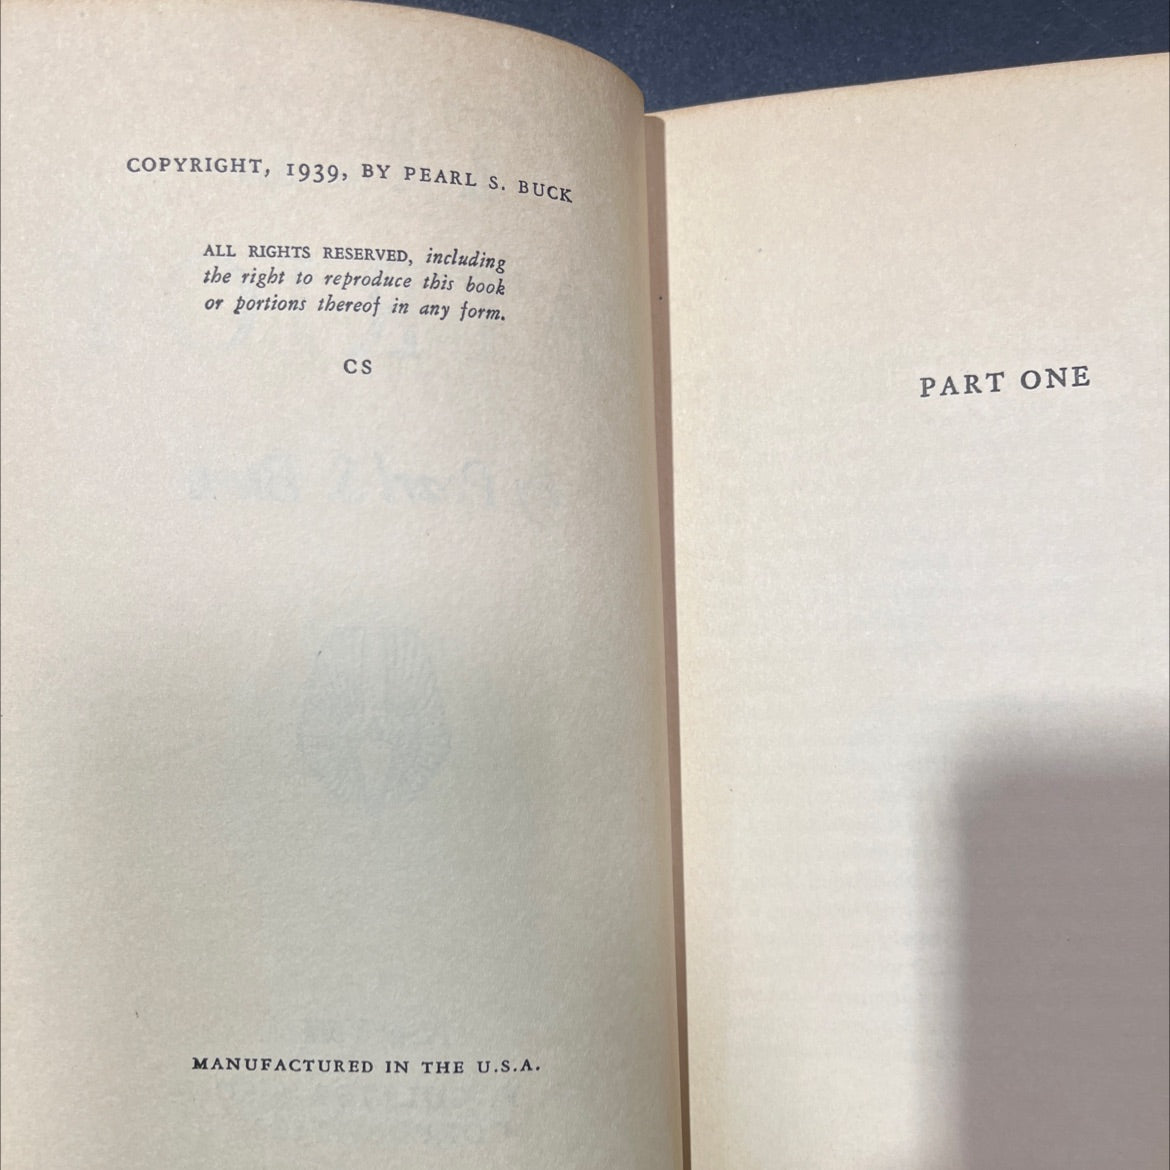 COPYRIGHT, 1939, BY PEARL S. BUCK
ALL RIGHTS RESERVED, including
the right to reproduce this book
or portions thereof in any form.
CS
MANUFACTURED IN THE U.S.A.
PART ONE